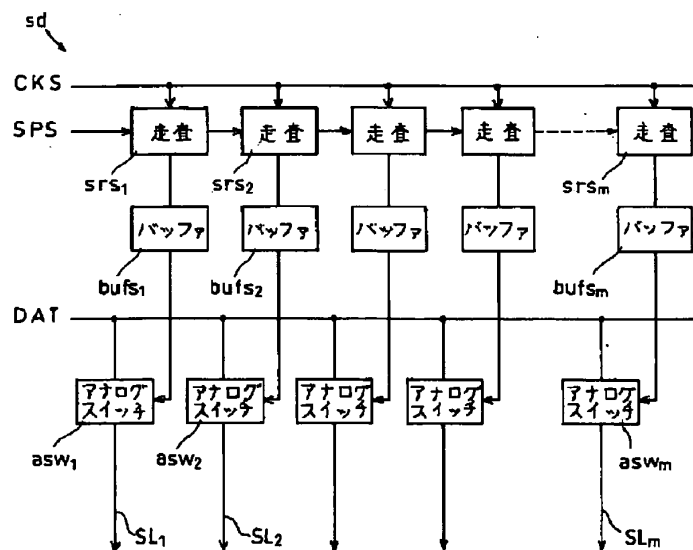 sd
CKS
SPS
走査 走査 走査 走査 走査
srs1 srs2 srsm
バッファ バッファ バッファ バッファ バッファ
bufs1 bufs2 bufsm
DAT
アナログ アナログ アナログ アナログ アナログ
スイッチ スイッチ スイッチ スイッチ スイッチ
asw1 asw2 aswm
SL1 SL2 SLm